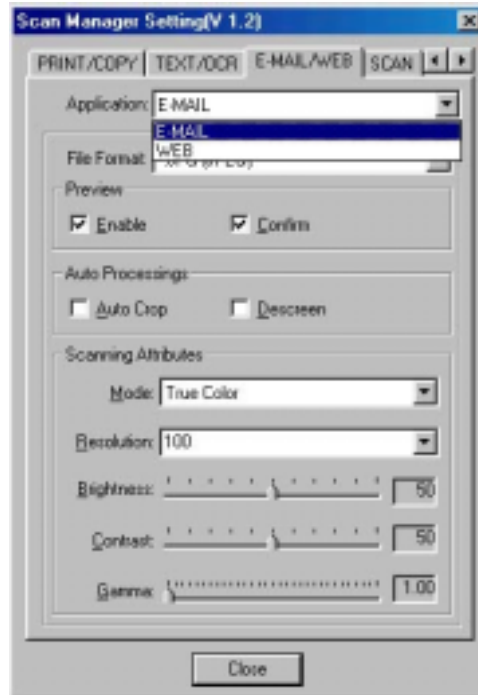 Scan Manager Setting(V 1.2)
PRINT/COPY TEXT/OCR E-MAIL/WEB SCAN
Application: E-MAIL
E-MAIL
WEB
File Format:
Preview
Enable Confirm
Auto Processings
Auto Crop Descreen
Scanning Attributes
Mode: True Color
Resolution: 100
Brightness: 50
Contrast: 50
Gamma: 1.00
Close